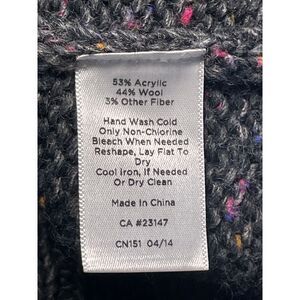 53% Acrylic
44% Wool
3% Other Fiber
Hand Wash Cold
Only Non-Chlorine
Bleach When Needed
Reshape, Lay Flat To
Dry
Cool Iron, If Needed
Or Dry Clean
Made In China
CA #23147
CN151 04/14